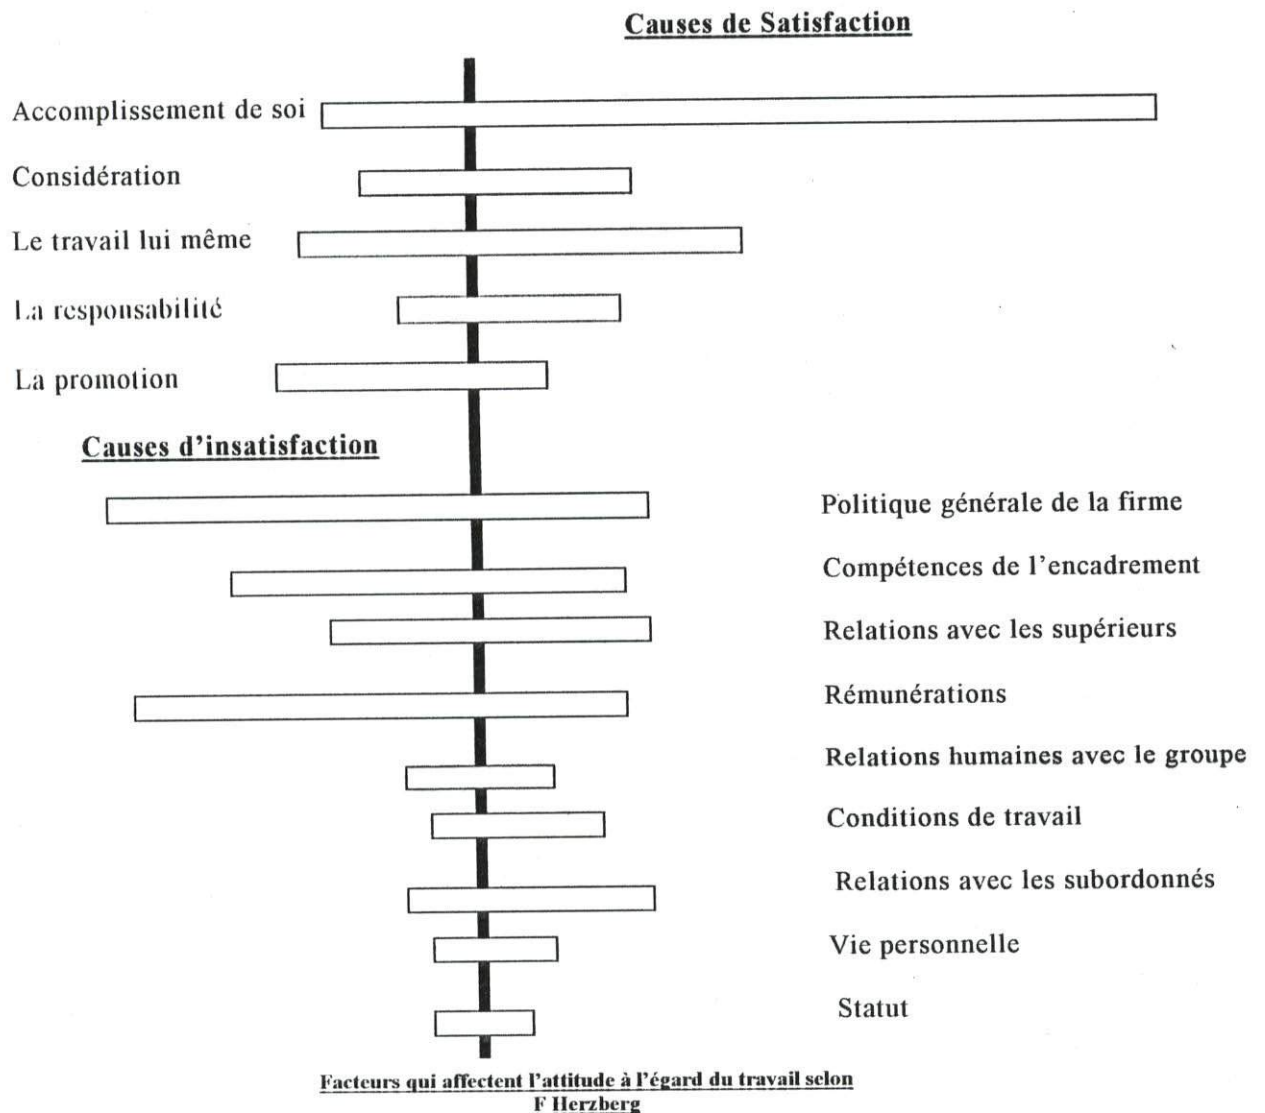 Causes de Satisfaction
Accomplissement de soi
Considération
Le travail lui même
La responsabilité
La promotion
Causes d'insatisfaction
Politique générale de la firme
Compétences de l'encadrement
Relations avec les supérieurs
Rémunérations
Relations humaines avec le groupe
Conditions de travail
Relations avec les subordonnés
Vie personnelle
Statut
Facteurs qui affectent l'attitude à l'égard du travail selon
F Herzberg